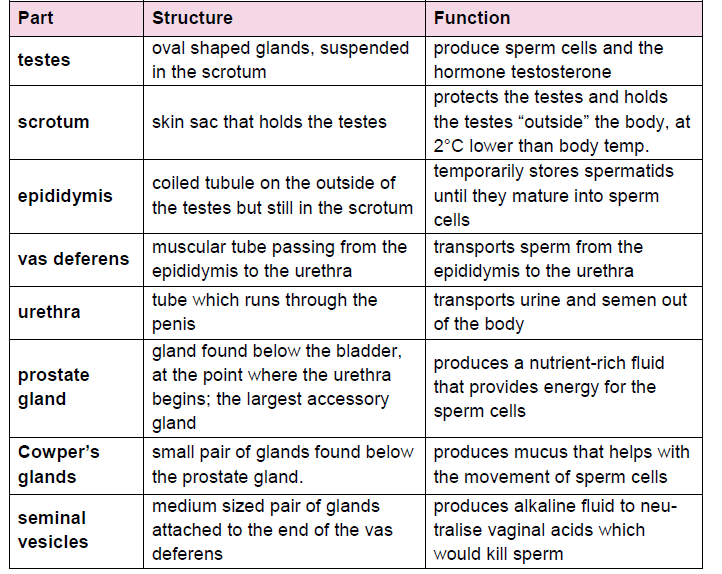 Part Structure Function
testes
oval shaped glands, suspended
in the scrotum
produce sperm cells and the
hormone testosterone
scrotum
skin sac that holds the testes
protects the testes and holds
the testes “outside” the body, at
2°C lower than body temp.
epididymis
coiled tubule on the outside of
the testes but still in the scrotum
temporarily stores spermatids
until they mature into sperm
cells
vas deferens
muscular tube passing from the
epididymis to the urethra
transports sperm from the
epididymis to the urethra
urethra
tube which runs through the
penis
transports urine and semen out
of the body
prostate
gland
gland found below the bladder,
at the point where the urethra
begins; the largest accessory
gland
produces a nutrient-rich fluid
that provides energy for the
sperm cells
Cowper’s
glands
small pair of glands found below
the prostate gland.
produces mucus that helps with
the movement of sperm cells
seminal
vesicles
medium sized pair of glands
attached to the end of the vas
deferens
produces alkaline fluid to neu-
tralise vaginal acids which
would kill sperm